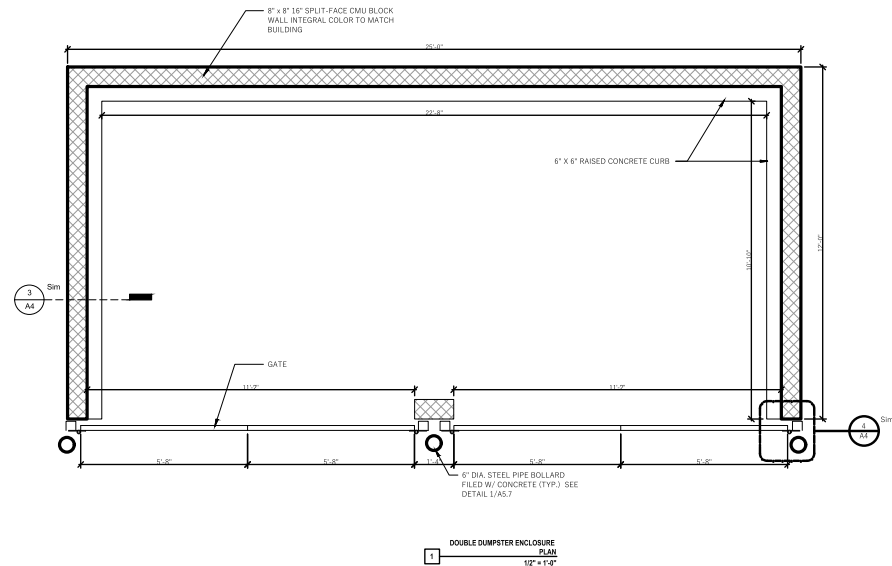 8" x 8" 16" SPLIT-FACE CMU BLOCK
WALL INTEGRAL COLOR TO MATCH
BUILDING
25'-0"
22'-8"
6" X 6" RAISED CONCRETE CURB
10'-10"
12'-0"
3
A4
Sim
GATE
11'-2"
11'-2"
4
A4
Sim
5'-8"
5'-8"
1'-4"
5'-8"
5'-8"
6" DIA. STEEL PIPE BOLLARD
FILED W/ CONCRETE (TYP.) SEE
DETAIL 1/A5.7
1
DOUBLE DUMPSTER ENCLOSURE
PLAN
1/2" = 1'-0"